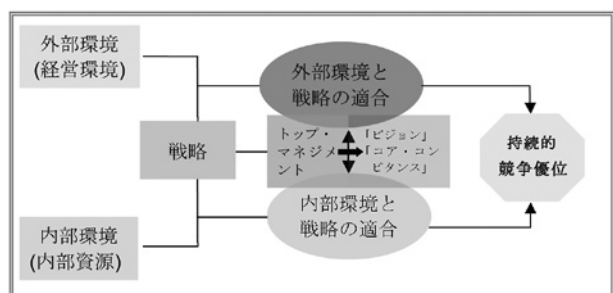 外部環境
(経営環境)
外部環境と
戦略の適合
戦略
トップ・
マネジメ
ント
「ビジョン」
「コア・コン
ピタンス」
持続的
競争優位
内部環境
(内部資源)
内部環境と
戦略の適合